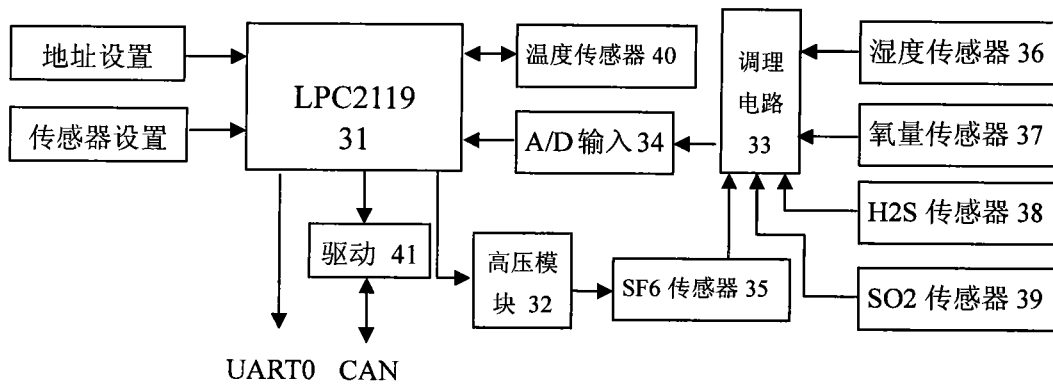 地址设置
传感器设置
LPC2119
31
温度传感器 40
A/D 输入 34
调理
电路
33
湿度传感器 36
氧量传感器 37
H2S 传感器 38
SO2 传感器 39
驱动 41
高压模
块 32
SF6 传感器 35
UART0 CAN